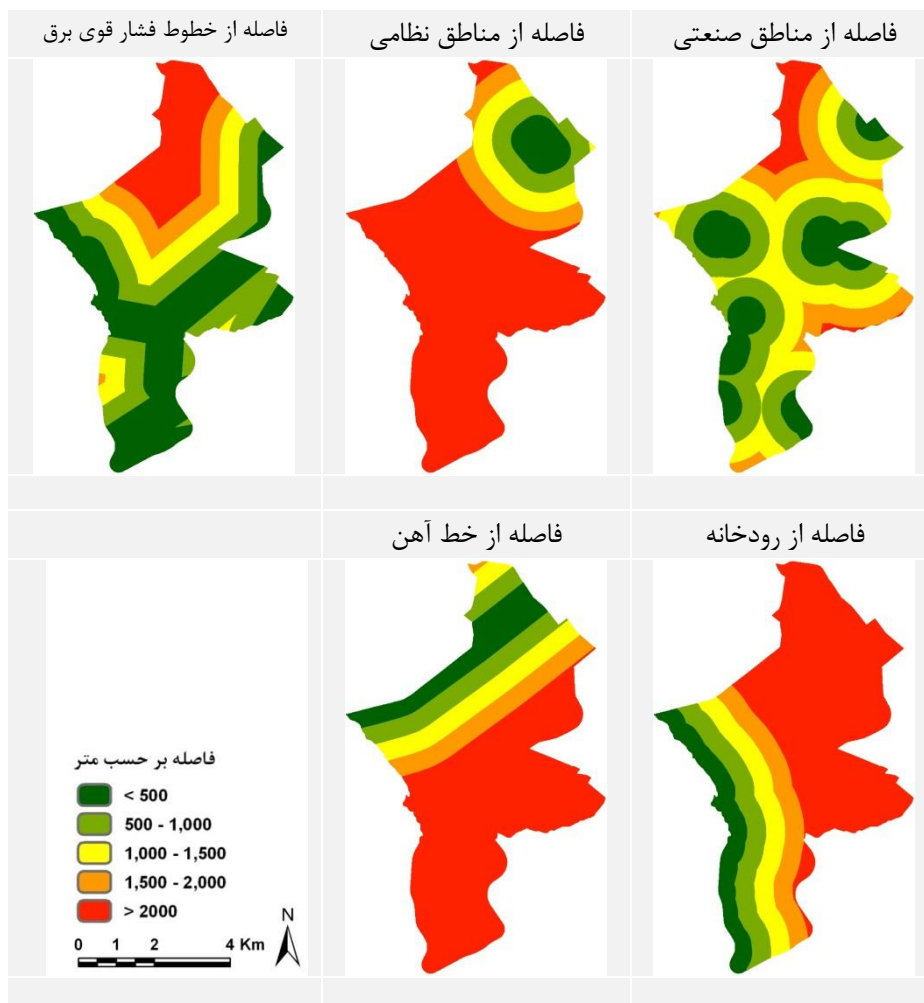 فاصله از مناطق صنعتی
فاصله از مناطق نظامی
فاصله از خطوط فشار قوی برق
فاصله از رودخانه
فاصله از خط آهن
فاصله بر حسب متر
< 500
500 - 1,000
1,000 - 1,500
1,500 - 2,000
> 2000
N
0 1 2 4 Km